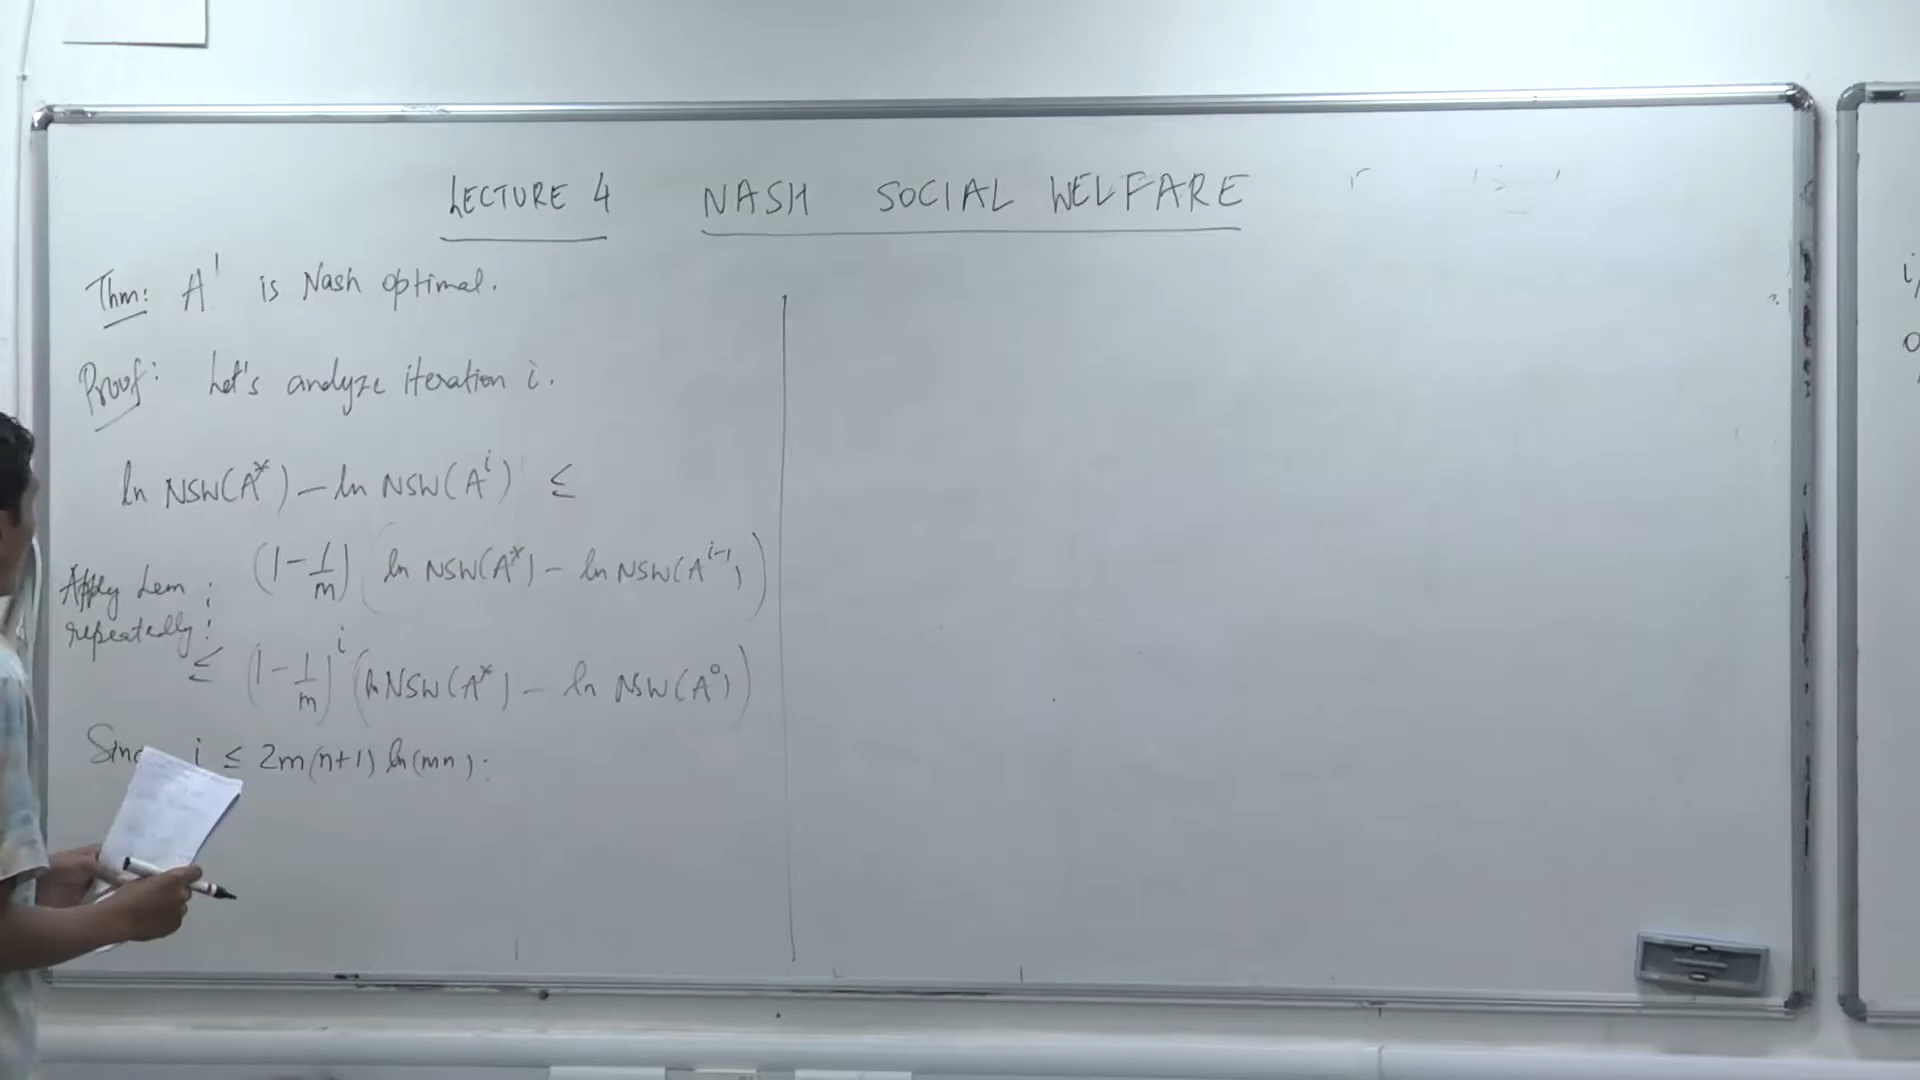 LECTURE 4 NASH SOCIAL WELFARE
Thm: A' is Nash optimal.
Proof: Let's analyze iteration i.
ln NSW(A*) - ln NSW(A^i) ≤
(1 - 1/m) (ln NSW(A*) - ln NSW(A^{i-1}))
Apply Lem
repeatedly:
≤ (1 - 1/m)^i (ln NSW(A*) - ln NSW(A^0))
i ≤ 2m(n+1) ln(mn):